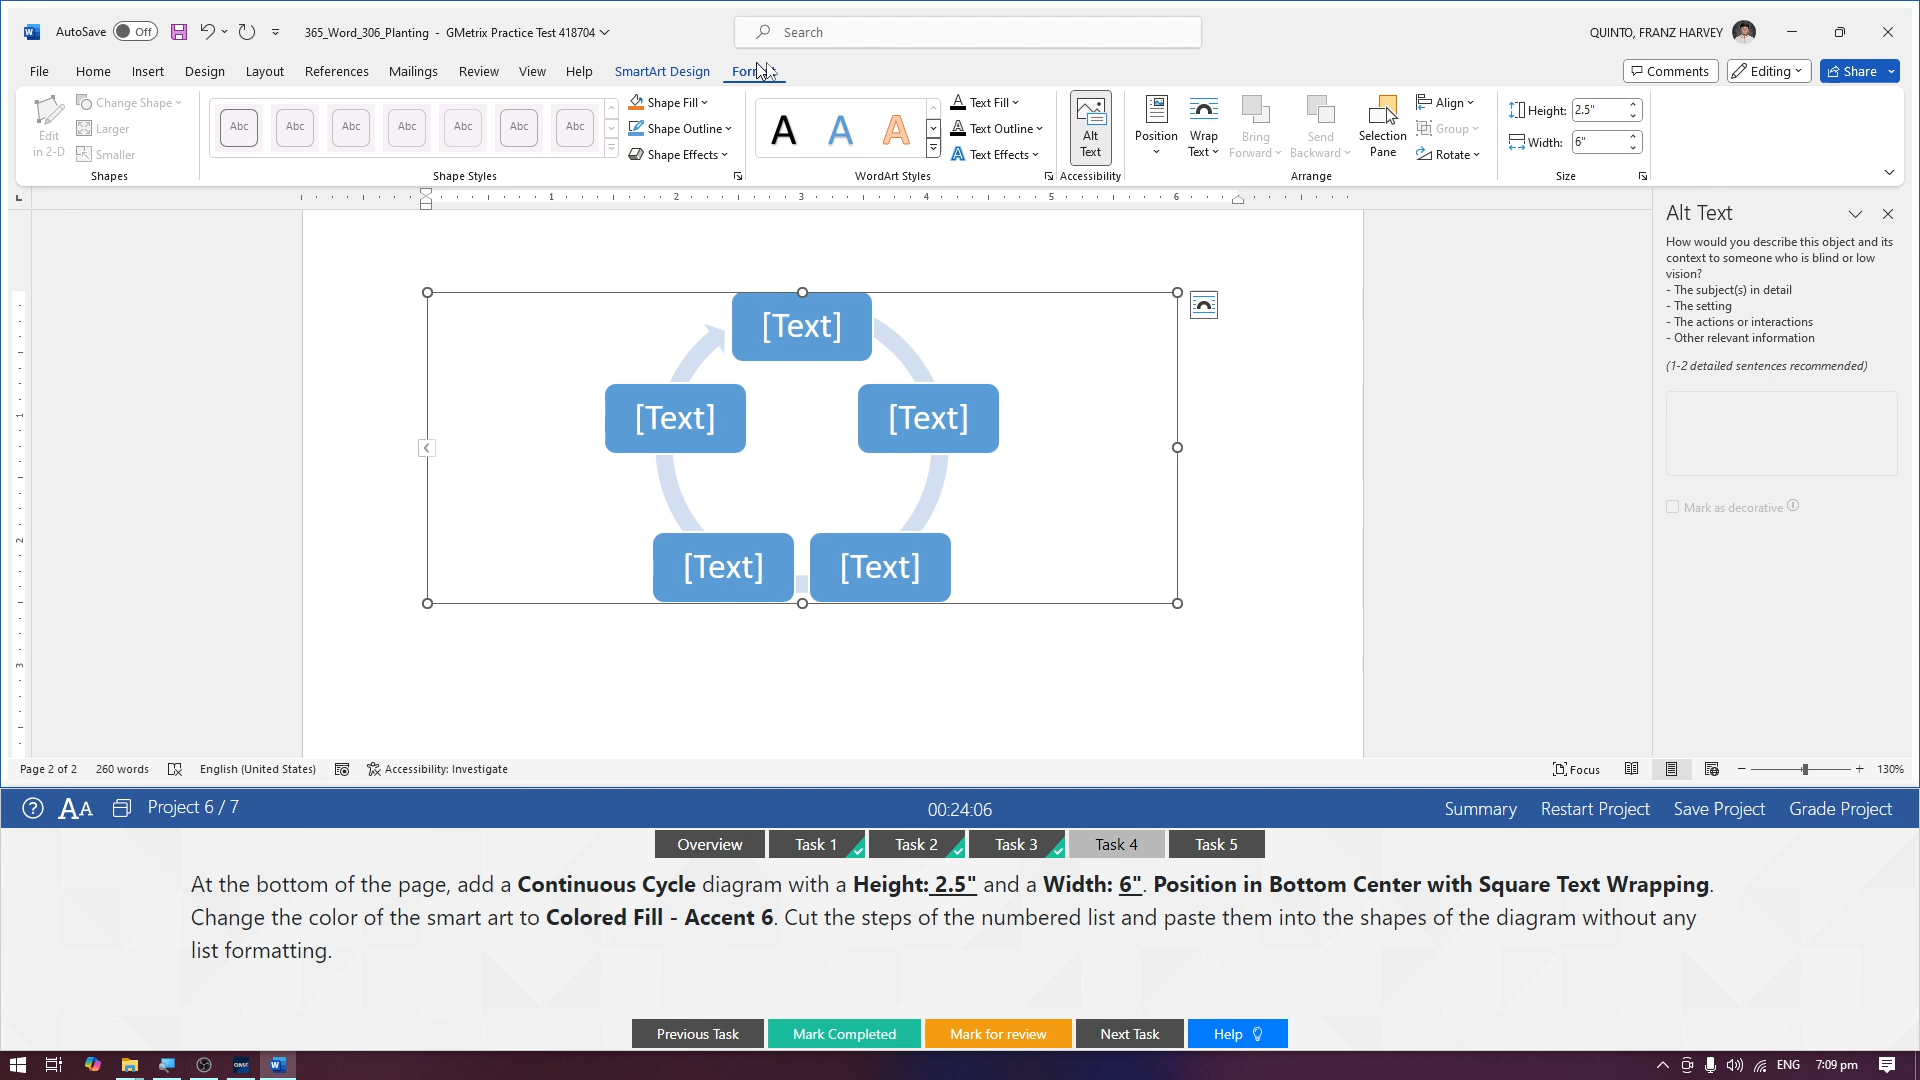 AutoSave Off 365_Word_306_Planting - GMetrix Practice Test 418704 Search QUINTO, FRANZ HARVEY
File Home Insert Design Layout References Mailings Review View Help SmartArt Design Comments Editing Share
Edit in 2-D
Change Shape
Larger
Smaller
Shapes
Abc Abc Abc Abc Abc Abc Abc
Shape Fill
Shape Outline
Shape Effects
Shape Styles
A A A
Text Fill
Text Outline
Text Effects
WordArt Styles
Alt Text
Accessibility
Position
Wrap Text
Bring Forward
Send Backward
Selection Pane
Align
Group
Rotate
Arrange
Height: 2.5"
Width: 6"
Size
1 2 3 4 5 6
1
2
3
[Text]
[Text] [Text]
[Text] [Text]
Alt Text
How would you describe this object and its
context to someone who is blind or low
vision?
- The subject(s) in detail
- The setting
- The actions or interactions
- Other relevant information
(1-2 detailed sentences recommended)
Mark as decorative
Page 2 of 2 260 words English (United States) Accessibility: Investigate Focus 130%
Project 6 / 7 00:24:06 Summary Restart Project Save Project Grade Project
Overview Task 1 Task 2 Task 3 Task 4 Task 5
At the bottom of the page, add a Continuous Cycle diagram with a Height: 2.5" and a Width: 6". Position in Bottom Center with Square Text Wrapping.
Change the color of the smart art to Colored Fill - Accent 6. Cut the steps of the numbered list and paste them into the shapes of the diagram without any
list formatting.
Previous Task Mark Completed Mark for review Next Task Help
ENG 7:09 pm